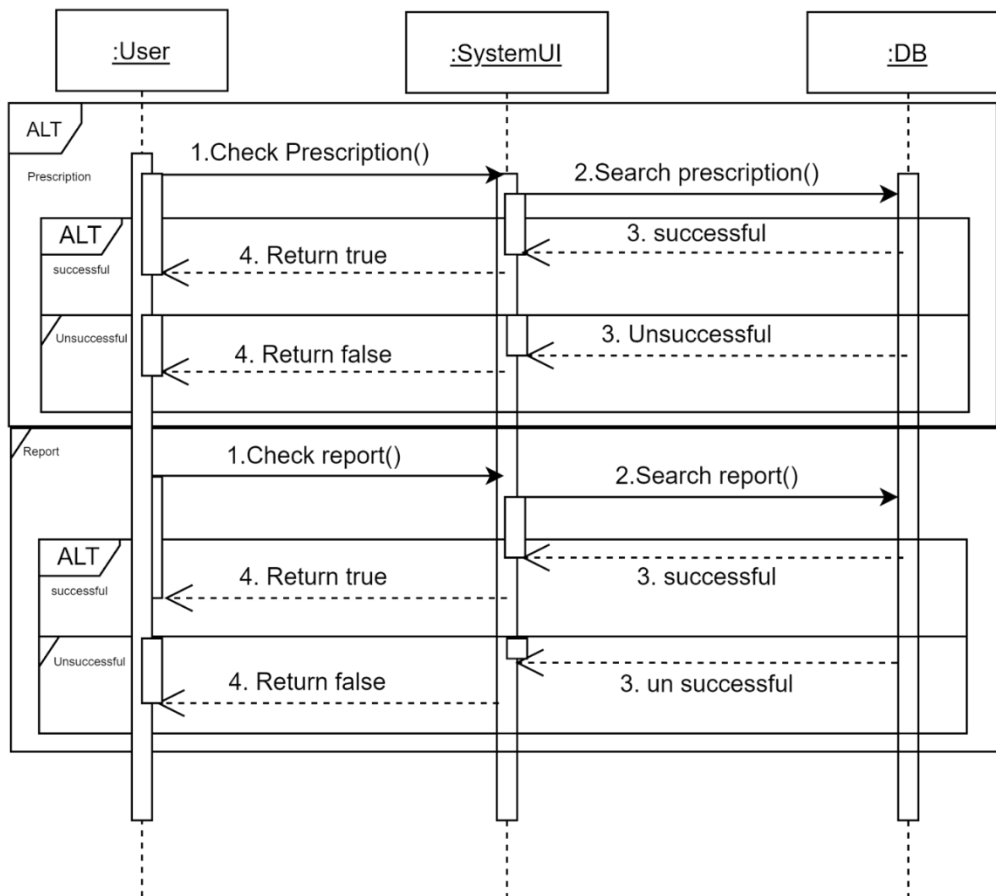 :User
:SystemUI
:DB
ALT
Prescription
1.Check Prescription()
2.Search prescription()
ALT
successful
3. successful
4. Return true
Unsuccessful
3. Unsuccessful
4. Return false
Report
1.Check report()
2.Search report()
ALT
successful
3. successful
4. Return true
Unsuccessful
3. un successful
4. Return false